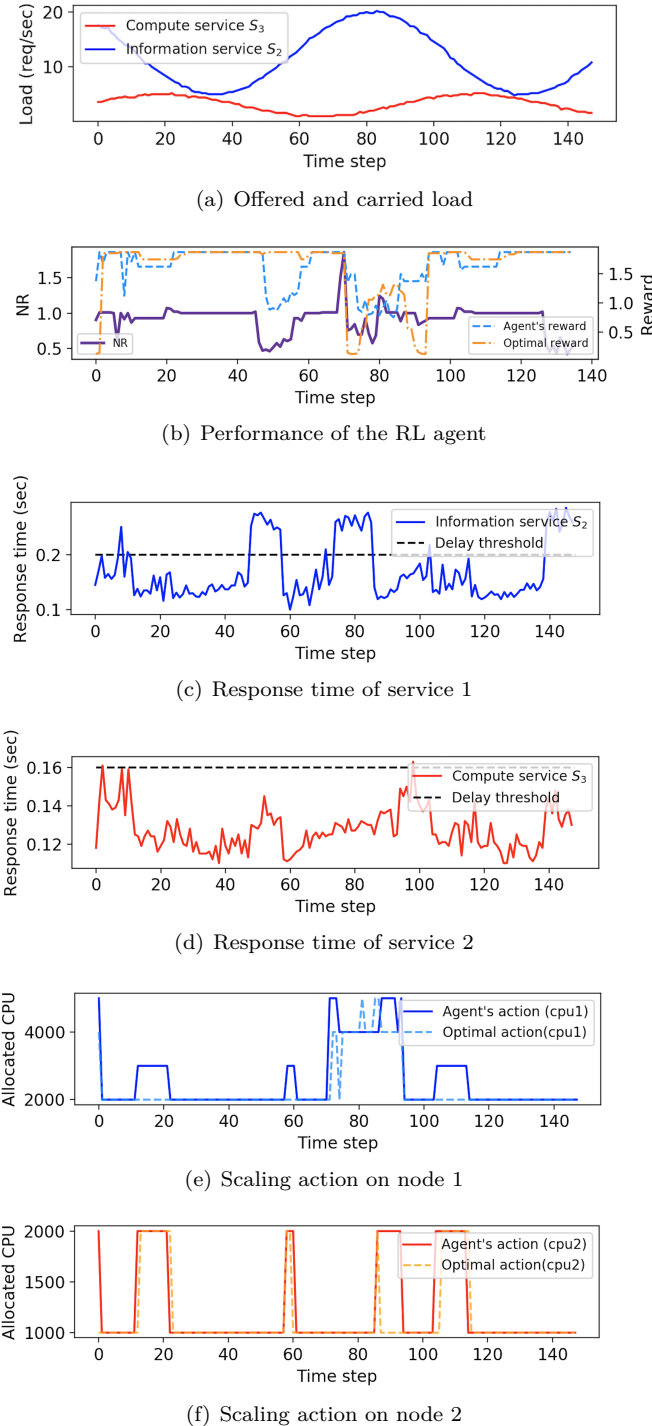 20
10
Load (req/sec)
Compute service S3
Information service S2
0 20 40 60 80 100 120 140
Time step
(a) Offered and carried load
1.5
1.0
0.5
NR
NR
1.5
1.0
0.5
Reward
Agent's reward
Optimal reward
0 20 40 60 80 100 120 140
Time step
(b) Performance of the RL agent
0.2
0.1
Response time (sec)
Information service S2
Delay threshold
0 20 40 60 80 100 120 140
Time step
(c) Response time of service 1
0.16
0.14
0.12
Response time (sec)
Compute service S3
Delay threshold
0 20 40 60 80 100 120 140
Time step
(d) Response time of service 2
4000
2000
Allocated CPU
Agent's action (cpu1)
Optimal action(cpu1)
0 20 40 60 80 100 120 140
Time step
(e) Scaling action on node 1
2000
1500
1000
Allocated CPU
Agent's action (cpu2)
Optimal action(cpu2)
0 20 40 60 80 100 120 140
Time step
(f) Scaling action on node 2